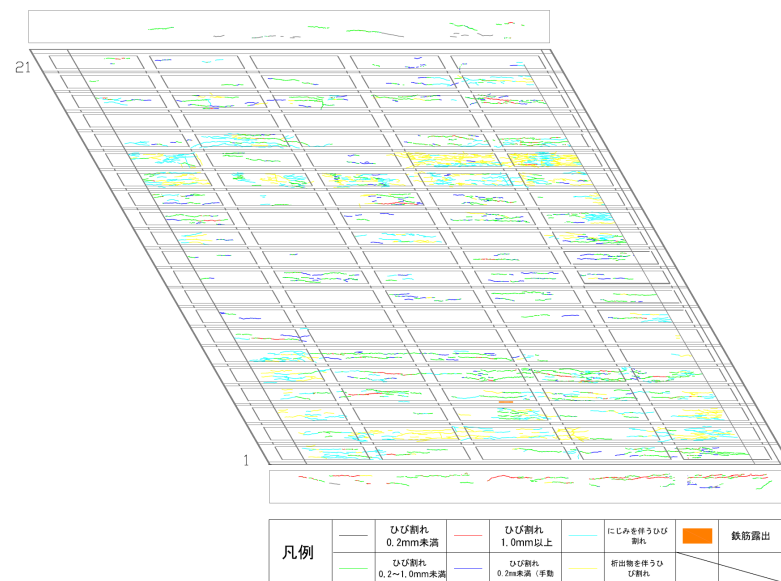 21
1
凡例
ひび割れ
0.2mm未満
ひび割れ
1.0mm以上
にじみを伴うひび
割れ
鉄筋露出
ひび割れ
0.2~1.0mm未満
ひび割れ
0.2mm未満(手動
析出物を伴うひ
び割れ